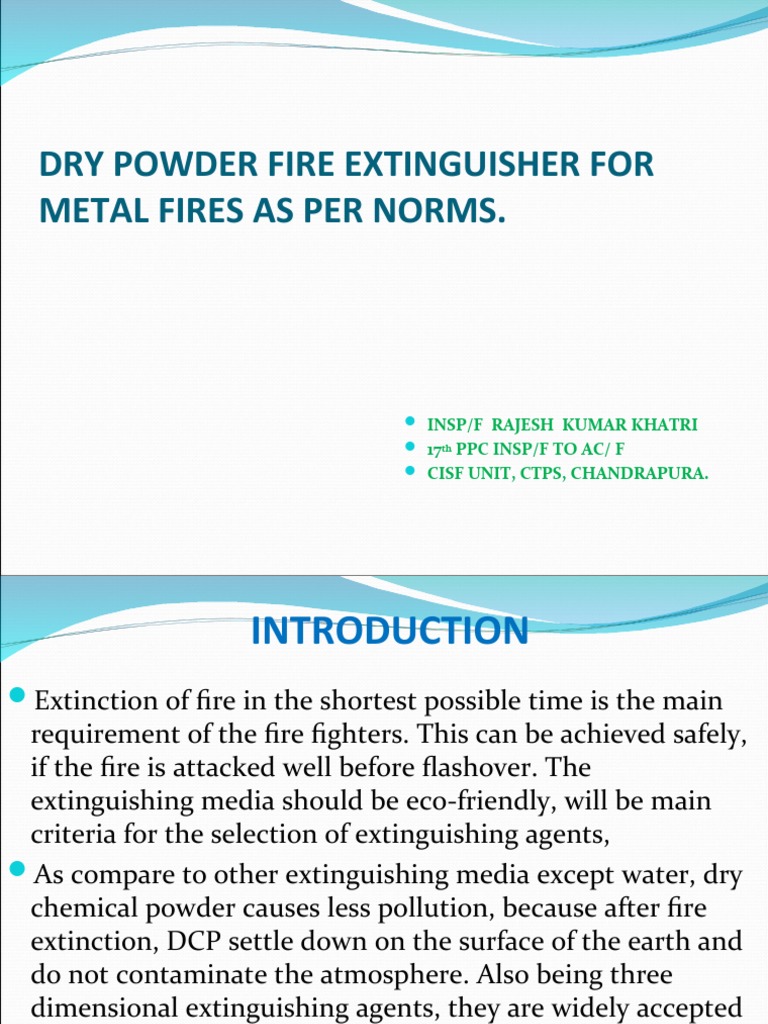 DRY POWDER FIRE EXTINGUISHER FOR
METAL FIRES AS PER NORMS.
INSP/F RAJESH KUMAR KHATRI
17th PPC INSP/F TO AC/ F
CISF UNIT, CTPS, CHANDRAPURA.
INTRODUCTION
Extinction of fire in the shortest possible time is the main
requirement of the fire fighters. This can be achieved safely,
if the fire is attacked well before flashover. The
extinguishing media should be eco-friendly, will be main
criteria for the selection of extinguishing agents,
As compare to other extinguishing media except water, dry
chemical powder causes less pollution, because after fire
extinction, DCP settle down on the surface of the earth and
do not contaminate the atmosphere. Also being three
dimensional extinguishing agents, they are widely accepted